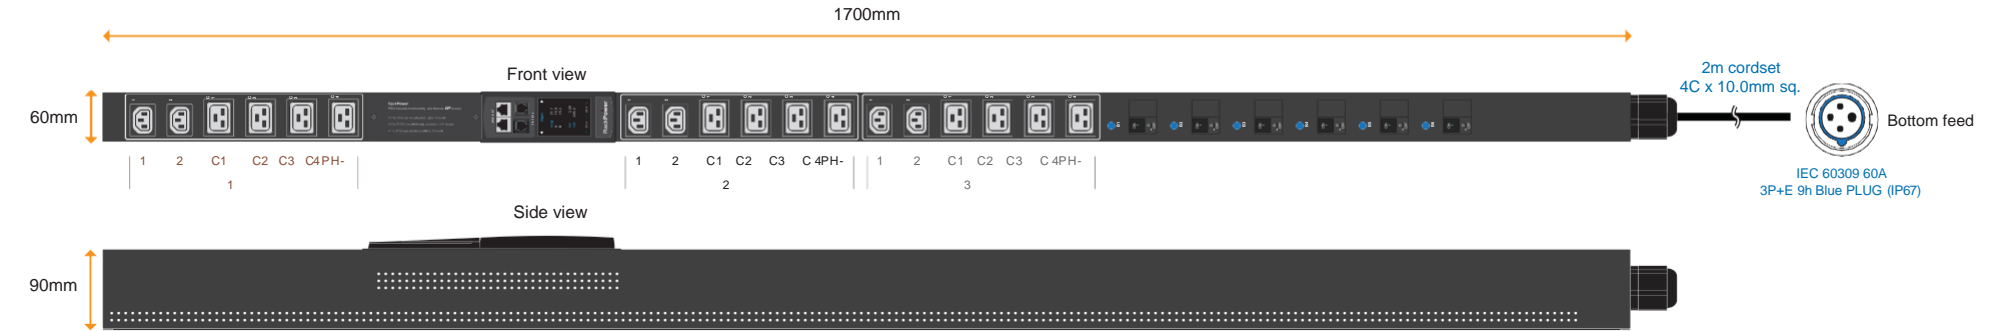 1700mm
Front view
2m cordset
4C x 10.0mm sq.
60mm
RackPower
Bottom feed
1 2 C1 C2 C3 C4PH-
1
1 2 C1 C2 C3 C 4PH-
2
1 2 C1 C2 C3 C 4PH-
3
IEC 60309 60A
3P+E 9h Blue PLUG (IP67)
Side view
90mm